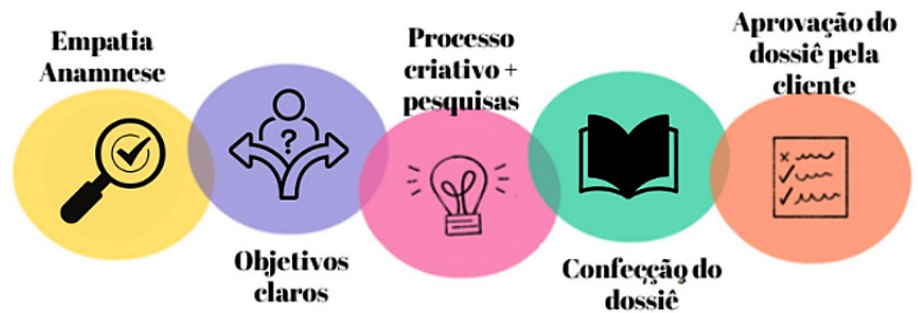 Empatia
Anamnese
Objetivos
claros
Processo
criativo +
pesquisas
Confecção do
dossiê
Aprovação do
dossiê pela
cliente
?